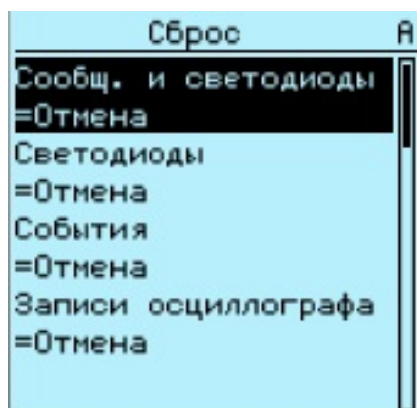 Сброс A
Сообщ. и светодиоды
=Отмена
Светодиоды
=Отмена
События
=Отмена
Записи осциллографа
=Отмена